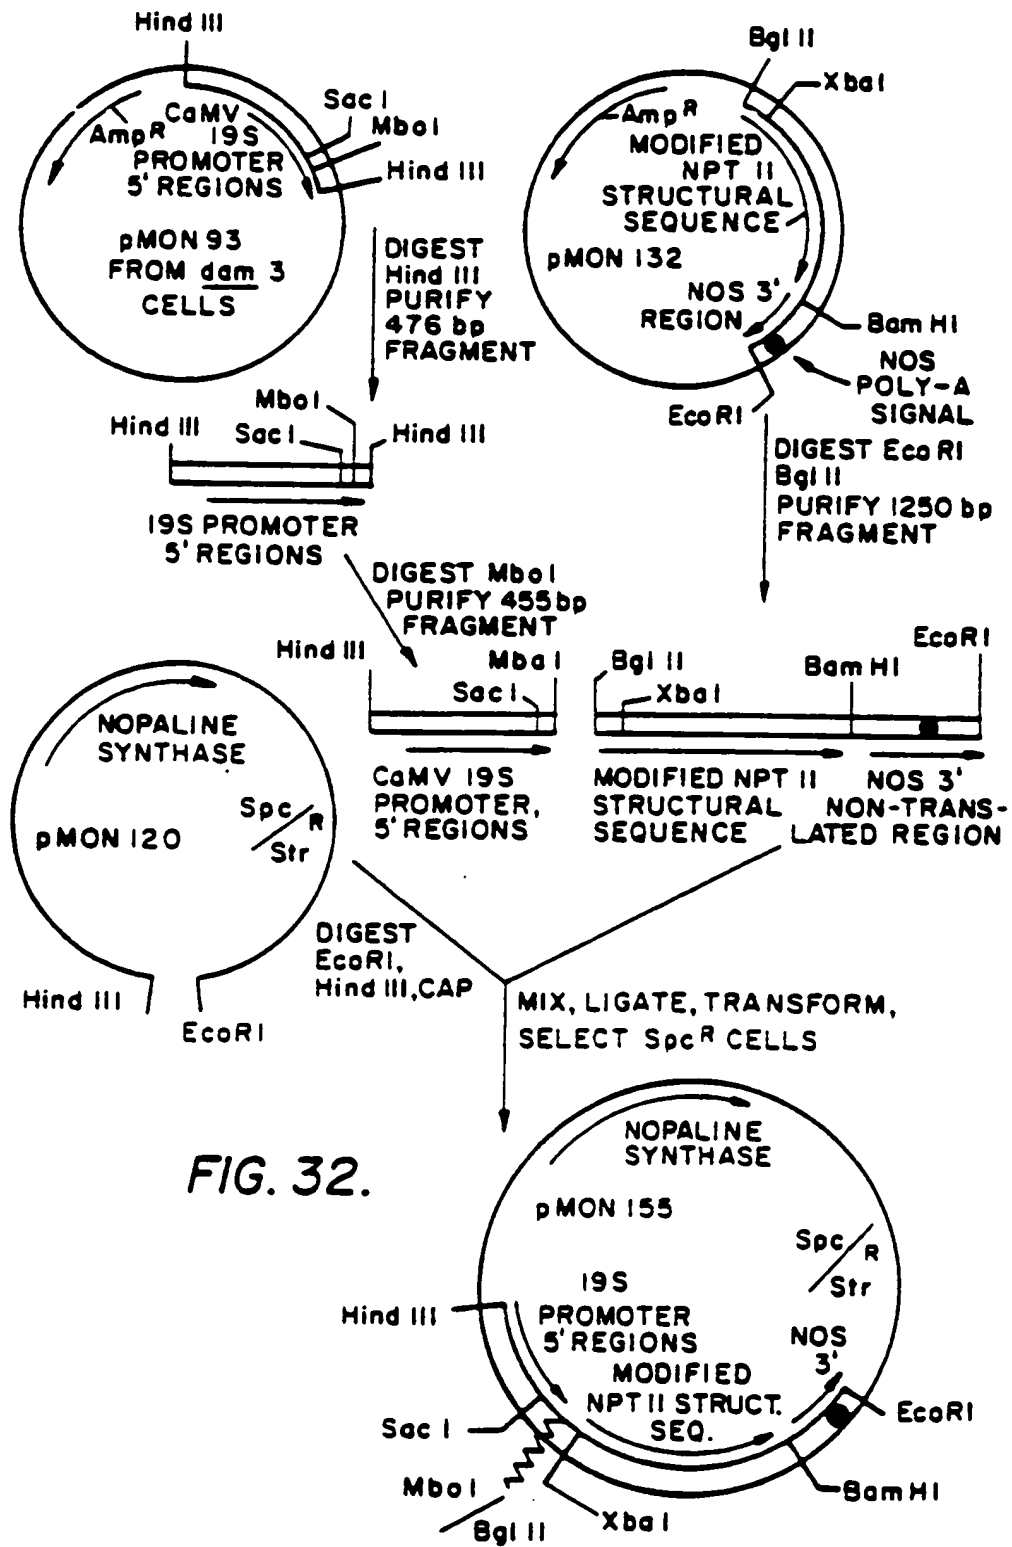 Hind III
Sac I
Mbo I
Hind III
Amp R
CaMV
19S
PROMOTER
5' REGIONS
pMON 93
FROM dam 3
CELLS
DIGEST
Hind III
PURIFY
476 bp
FRAGMENT
Bgl II
Xba I
Amp R
MODIFIED
NPT II
STRUCTURAL
SEQUENCE
pMON 132
NOS 3'
REGION
Bam HI
NOS
POLY-A
SIGNAL
EcoRI
DIGEST EcoRI
Bgl II
PURIFY 1250 bp
FRAGMENT
Hind III
Sac I
Mbo I
Hind III
19S PROMOTER
5' REGIONS
DIGEST Mbo I
PURIFY 455bp
FRAGMENT
Hind III
Sac I
Mba I
CaMV 19S
PROMOTER,
5' REGIONS
Bgl II
Xba I
Bam HI
EcoRI
MODIFIED NPT II
STRUCTURAL
SEQUENCE
NOS 3'
NON-TRANS-
LATED REGION
NOPALINE
SYNTHASE
pMON 120
Spc R
Str
Hind III
EcoRI
DIGEST
EcoRI,
Hind III, CAP
MIX, LIGATE, TRANSFORM,
SELECT Spc R CELLS
FIG. 32.
NOPALINE
SYNTHASE
pMON 155
Spc R
Str
19S
PROMOTER
5' REGIONS
MODIFIED
NPT II STRUCT.
SEQ.
NOS
3'
Hind III
Sac I
Mbo I
Bgl II
Xba I
Bam HI
EcoRI